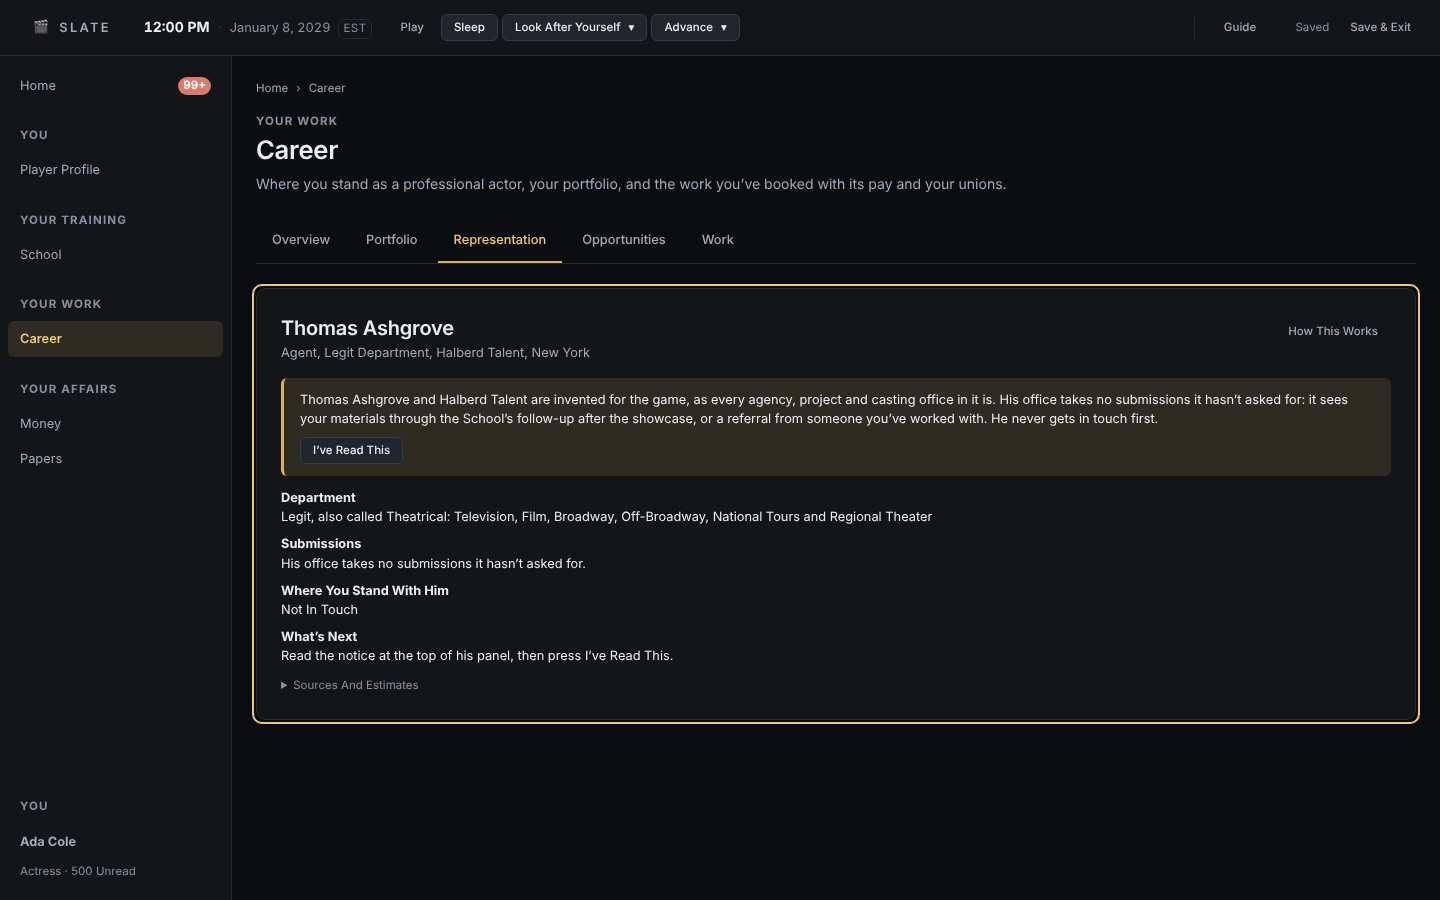 SLATE
12:00 PM · January 8, 2029 EST
Play
Sleep
Look After Yourself ▾
Advance ▾
Guide
Saved
Save & Exit
Home
99+
YOU
Player Profile
YOUR TRAINING
School
YOUR WORK
Career
YOUR AFFAIRS
Money
Papers
YOU
Ada Cole
Actress · 500 Unread
Home › Career
YOUR WORK
Career
Where you stand as a professional actor, your portfolio, and the work you’ve booked with its pay and your unions.
Overview
Portfolio
Representation
Opportunities
Work
Thomas Ashgrove
How This Works
Agent, Legit Department, Halberd Talent, New York
Thomas Ashgrove and Halberd Talent are invented for the game, as every agency, project and casting office in it is. His office takes no submissions it hasn’t asked for: it sees
your materials through the School’s follow-up after the showcase, or a referral from someone you’ve worked with. He never gets in touch first.
I’ve Read This
Department
Legit, also called Theatrical: Television, Film, Broadway, Off-Broadway, National Tours and Regional Theater
Submissions
His office takes no submissions it hasn’t asked for.
Where You Stand With Him
Not In Touch
What’s Next
Read the notice at the top of his panel, then press I’ve Read This.
▶ Sources And Estimates